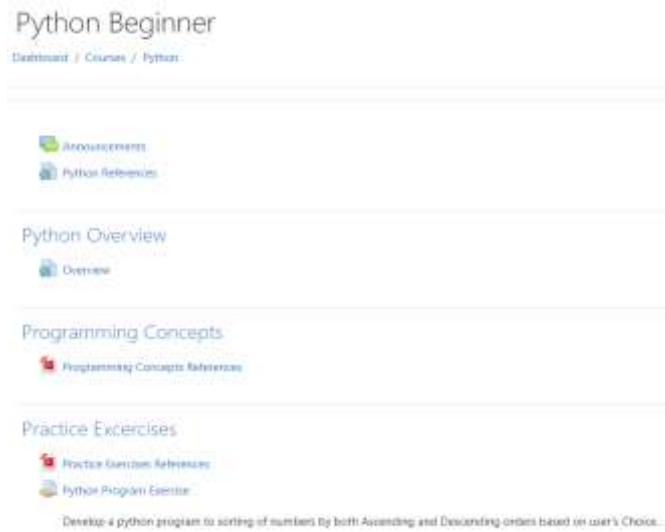 Python Beginner
Dashboard / Courses / Python
Announcements
Python References
Python Overview
Overview
Programming Concepts
Programming Concepts References
Practice Excercises
Practice Exercises References
Python Program Exercise
Develop a python program to sorting of numbers by both Ascending and Descending orders based on user's Choice.